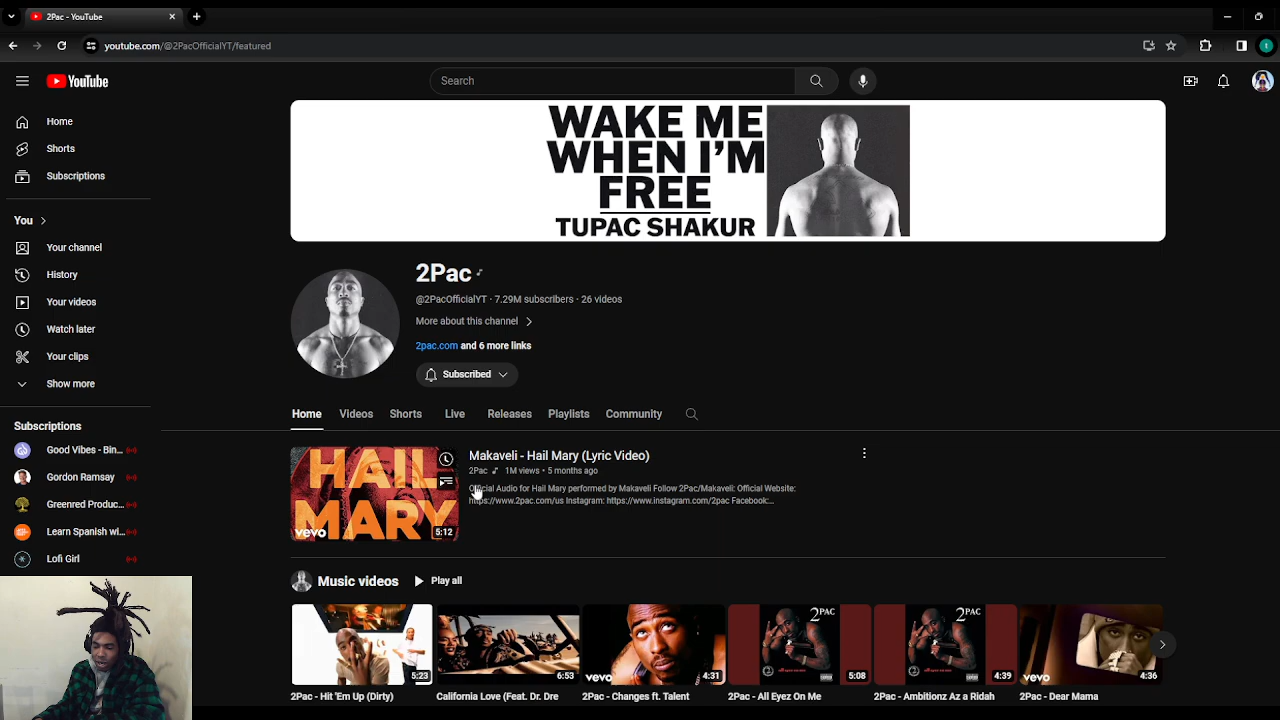 2Pac - YouTube
youtube.com/@2PacOfficialYT/featured
t
YouTube
Search
Home
Shorts
Subscriptions
You
Your channel
History
Your videos
Watch later
Your clips
Show more
Subscriptions
Good Vibes - Bin...
Gordon Ramsay
Greenred Produc...
Learn Spanish wi...
Lofi Girl
WAKE ME
WHEN I'M
FREE
TUPAC SHAKUR
2Pac
@2PacOfficialYT · 7.29M subscribers · 26 videos
More about this channel
2pac.com and 6 more links
Subscribed
Home Videos Shorts Live Releases Playlists Community
HAIL
MARY
vevo
5:12
Makaveli - Hail Mary (Lyric Video)
2Pac 1M views • 5 months ago
Official Audio for Hail Mary performed by Makaveli Follow 2Pac/Makaveli: Official Website:
https://www.2pac.com/us Instagram: https://www.instagram.com/2pac Facebook:...
Music videos Play all
5:23
2Pac - Hit 'Em Up (Dirty)
6:53
California Love (Feat. Dr. Dre
vevo
4:31
2Pac - Changes ft. Talent
2PAC
5:08
2Pac - All Eyez On Me
2PAC
4:39
2Pac - Ambitionz Az a Ridah
vevo
4:36
2Pac - Dear Mama